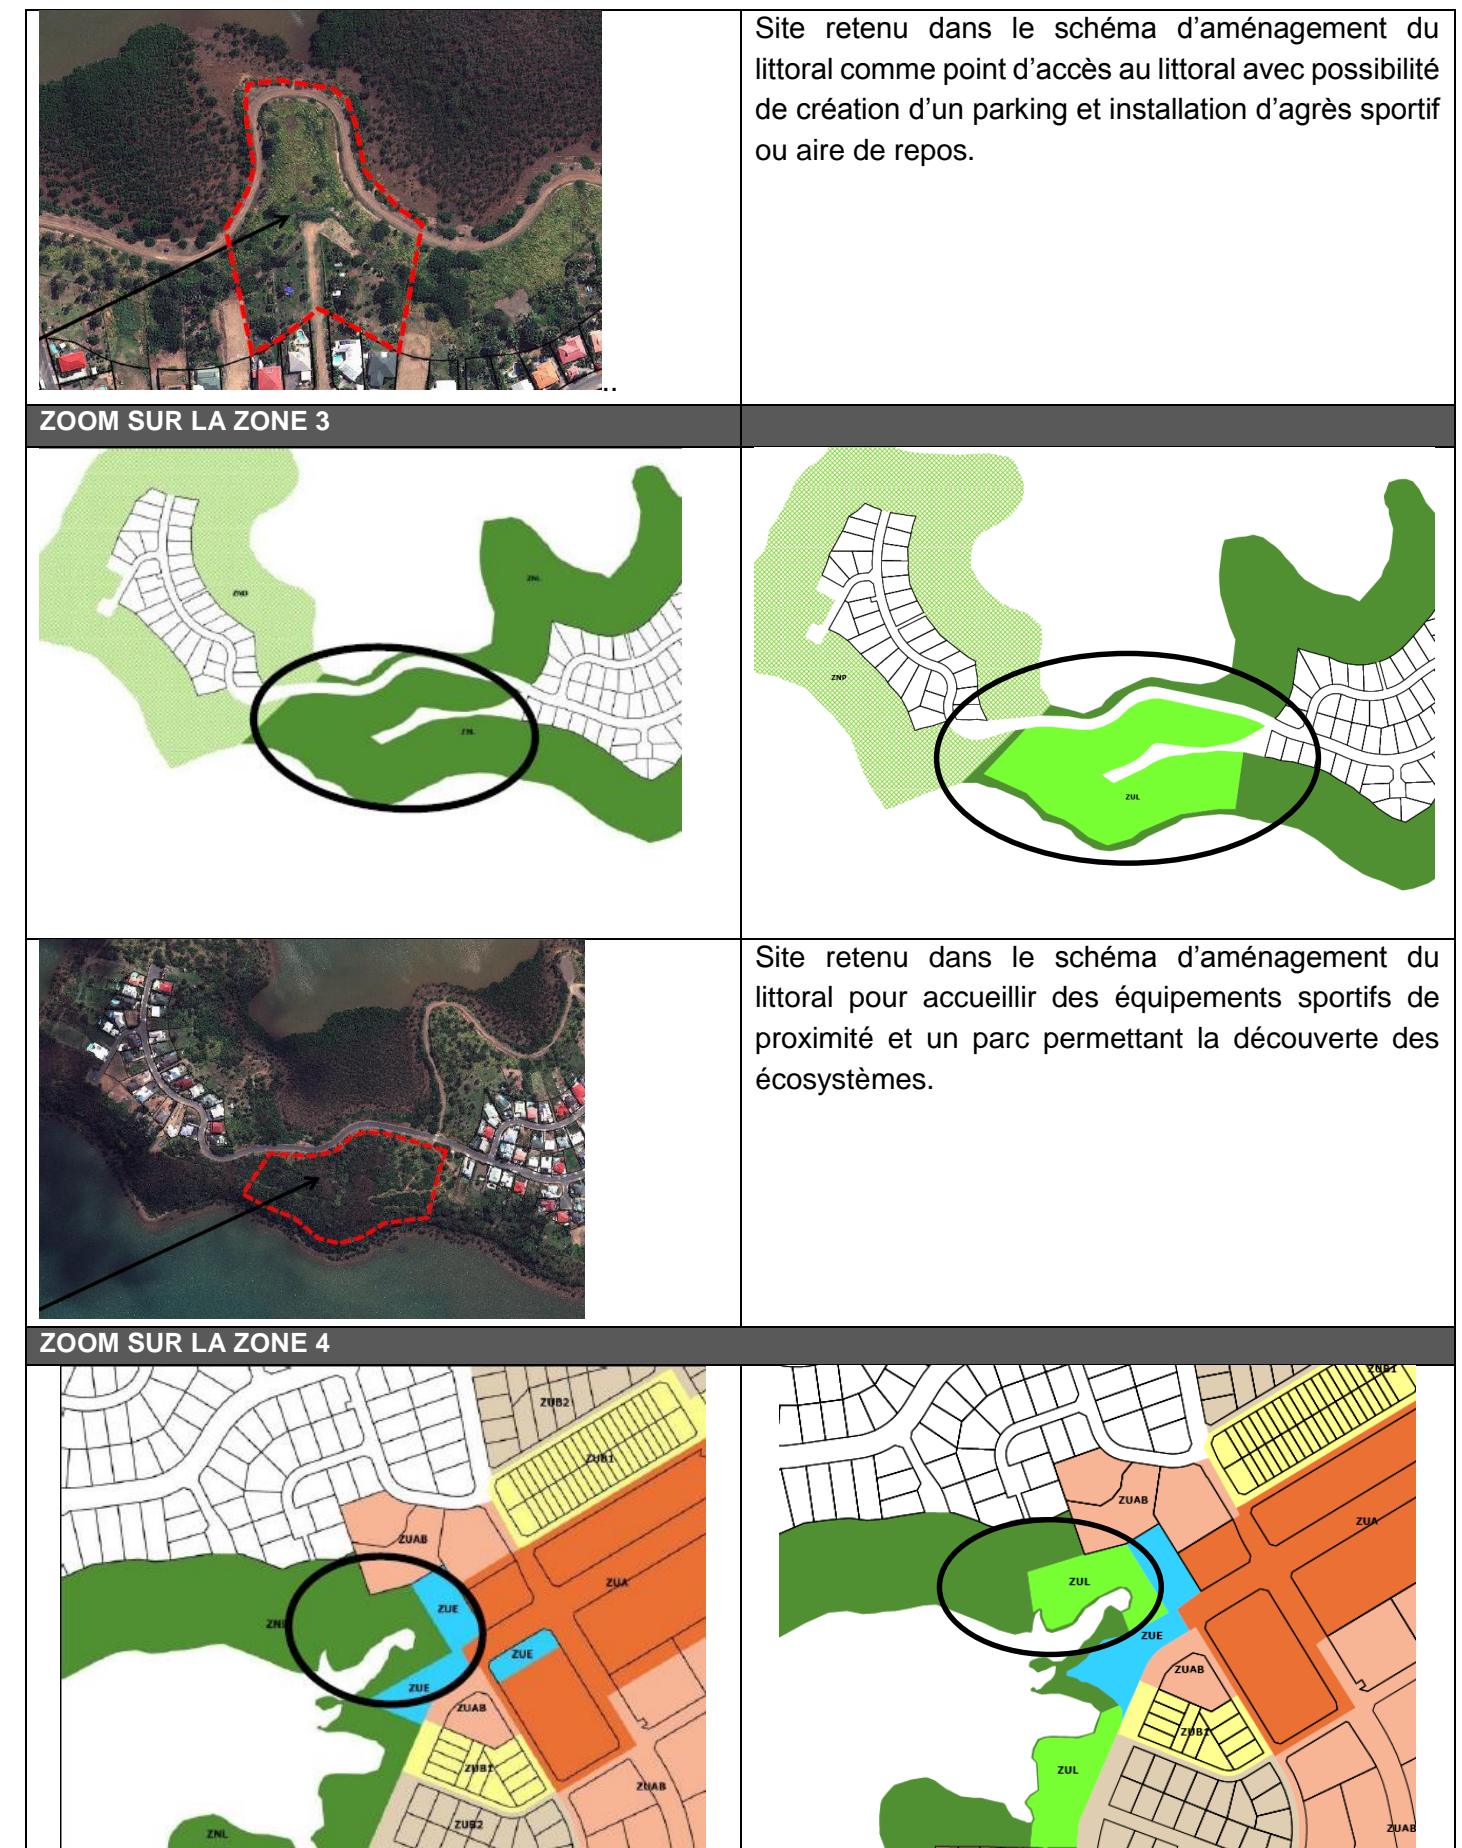 Site retenu dans le schéma d’aménagement du
littoral comme point d’accès au littoral avec possibilité
de création d’un parking et installation d’agrès sportif
ou aire de repos.
..
ZOOM SUR LA ZONE 3
ZNL
ZNL
ZNP
ZUL
Site retenu dans le schéma d’aménagement du
littoral pour accueillir des équipements sportifs de
proximité et un parc permettant la découverte des
écosystèmes.
ZOOM SUR LA ZONE 4
ZUB2
ZUB1
ZUAB
ZUA
ZUE
ZUE
ZUE
ZUAB
ZUB1
ZUAB
ZUB2
ZNL
ZUB1
ZUAB
ZUA
ZUL
ZUE
ZUAB
ZUB1
ZUL
ZUAB